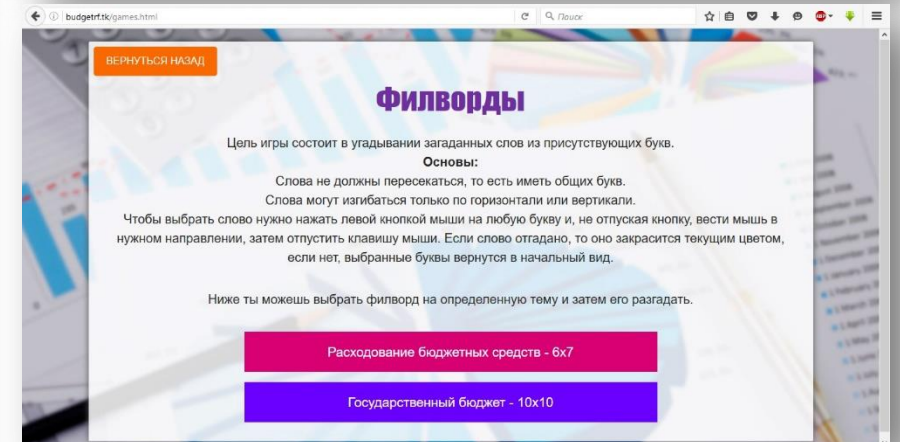 budgetrf.tk/games.html
Поиск
ABP
ВЕРНУТЬСЯ НАЗАД
Филворды
Цель игры состоит в угадывании загаданных слов из присутствующих букв.
Основы:
Слова не должны пересекаться, то есть иметь общих букв.
Слова могут изгибаться только по горизонтали или вертикали.
Чтобы выбрать слово нужно нажать левой кнопкой мыши на любую букву и, не отпуская кнопку, вести мышь в
нужном направлении, затем отпустить клавишу мыши. Если слово отгадано, то оно закрасится текущим цветом,
если нет, выбранные буквы вернутся в начальный вид.
Ниже ты можешь выбрать филворд на определенную тему и затем его разгадать.
Расходование бюджетных средств - 6x7
Государственный бюджет - 10x10